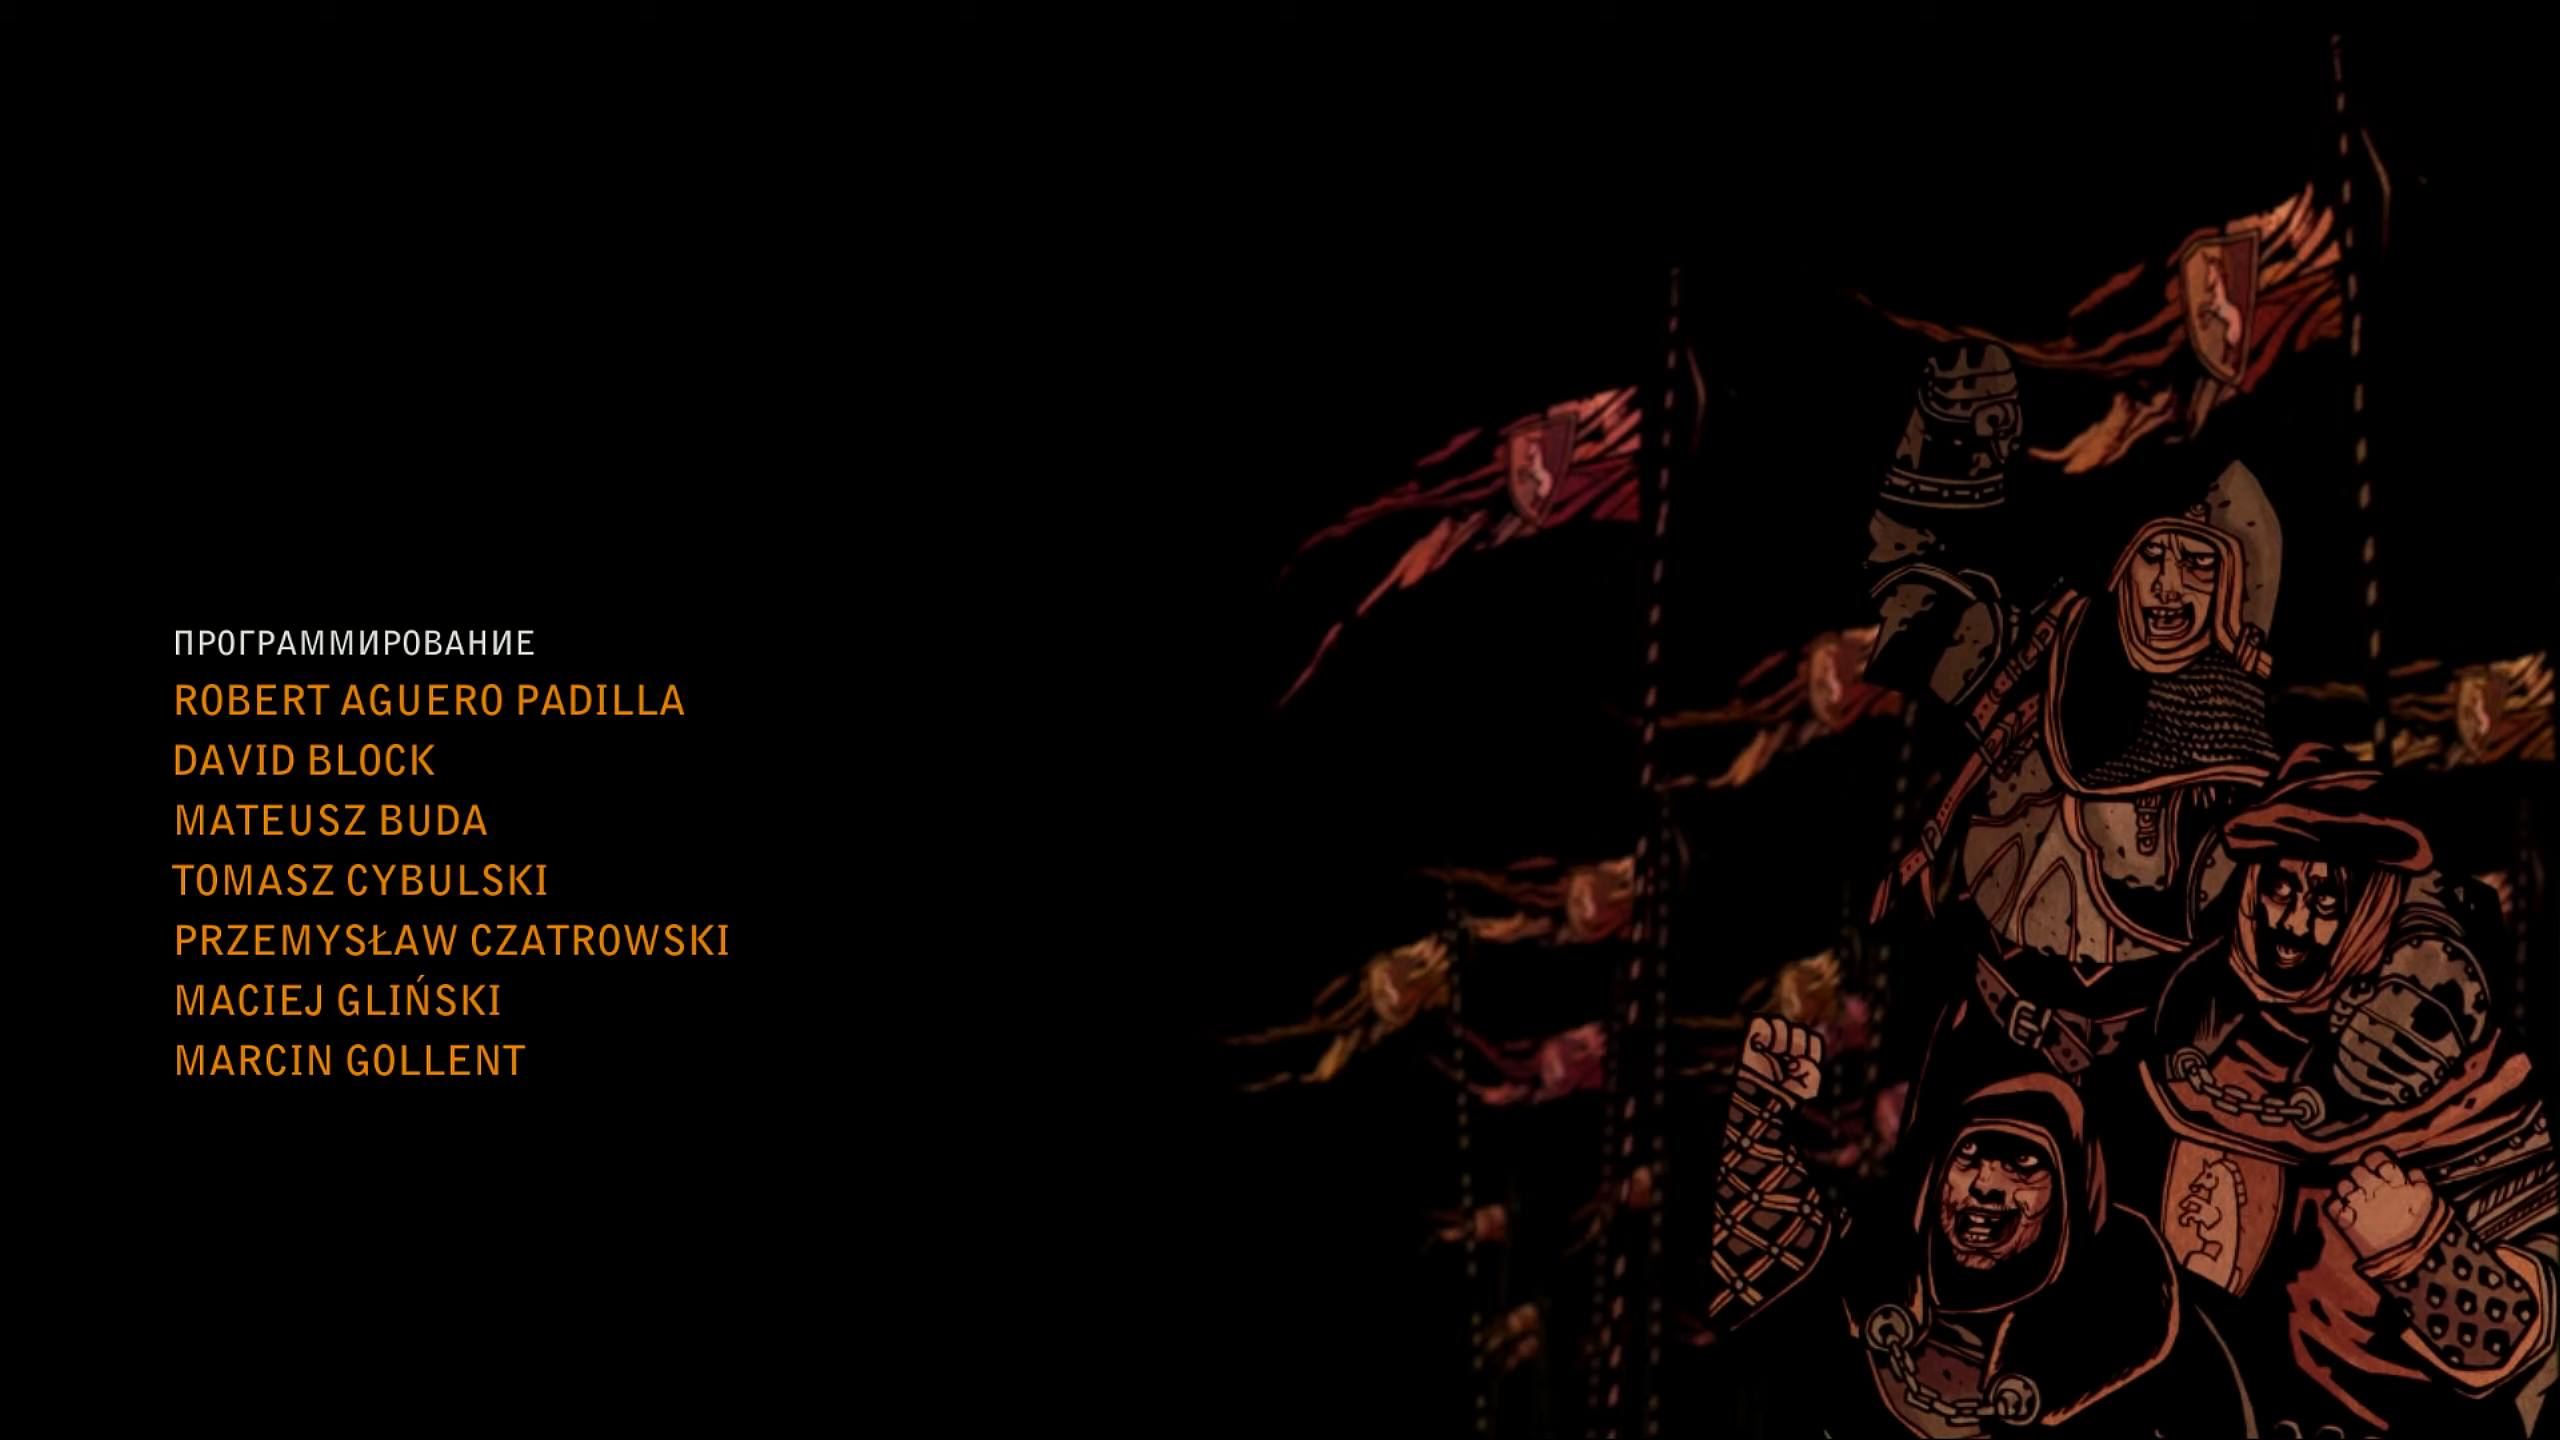 ПРОГРАММИРОВАНИЕ
ROBERT AGUERO PADILLA
DAVID BLOCK
MATEUSZ BUDA
TOMASZ CYBULSKI
PRZEMYSŁAW CZATROWSKI
MACIEJ GLIŃSKI
MARCIN GOLLENT